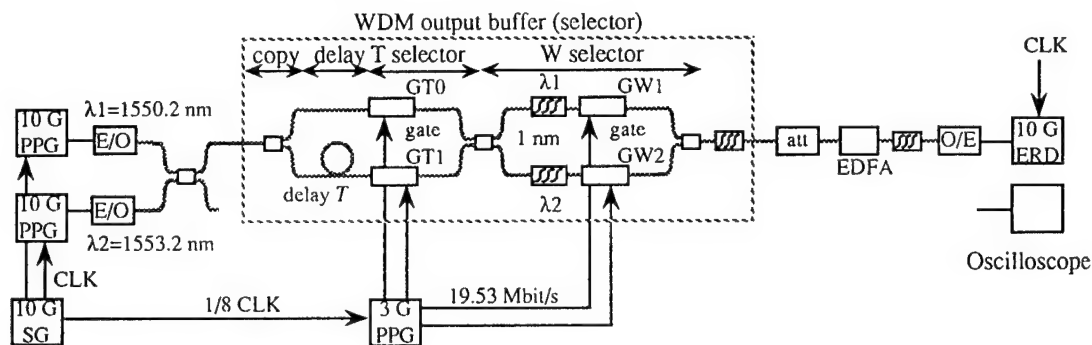 WDM output buffer (selector)
copy delay T selector W selector
CLK
λ1=1550.2 nm
GT0
λ1
GW1
10 G
PPG
E/O
gate
1 nm
gate
att
EDFA
O/E
10 G
ERD
GT1
GW2
delay T
λ2
10 G
PPG
E/O
λ2=1553.2 nm
CLK
Oscilloscope
10 G
SG
1/8 CLK
3 G
PPG
19.53 Mbit/s